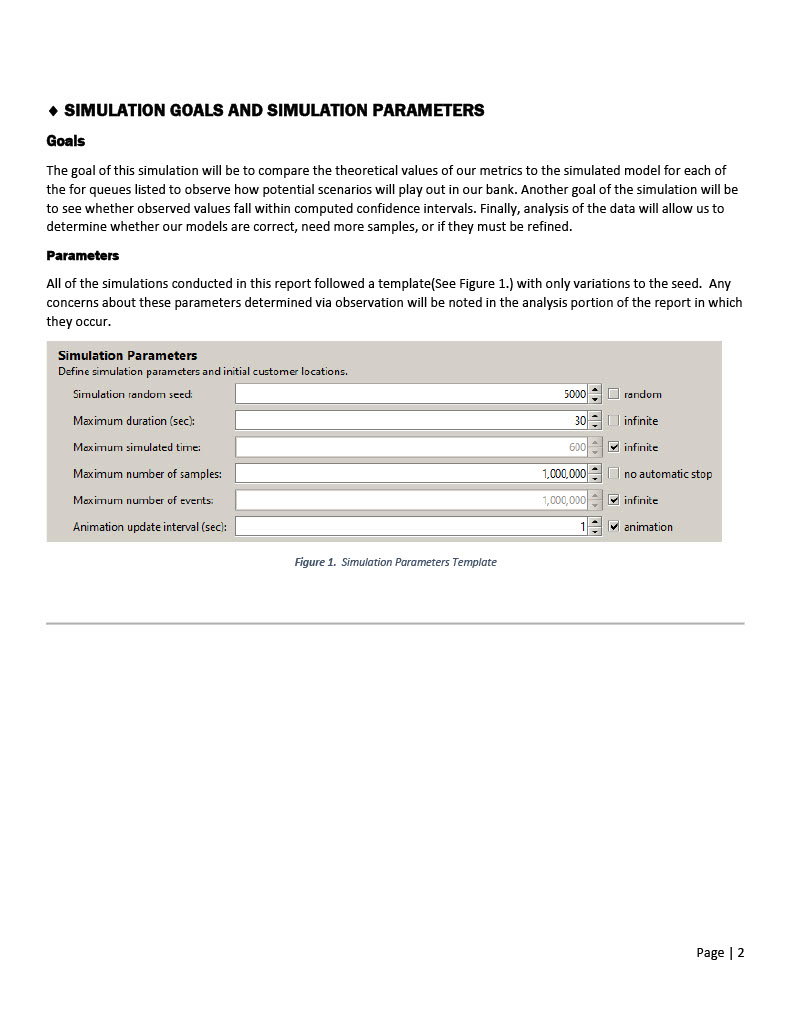 ♦ SIMULATION GOALS AND SIMULATION PARAMETERS
Goals
The goal of this simulation will be to compare the theoretical values of our metrics to the simulated model for each of
the for queues listed to observe how potential scenarios will play out in our bank. Another goal of the simulation will be
to see whether observed values fall within computed confidence intervals. Finally, analysis of the data will allow us to
determine whether our models are correct, need more samples, or if they must be refined.
Parameters
All of the simulations conducted in this report followed a template(See Figure 1.) with only variations to the seed.  Any
concerns about these parameters determined via observation will be noted in the analysis portion of the report in which
they occur.
Simulation Parameters
Define simulation parameters and initial customer locations.
Simulation random seed: 5000 random
Maximum duration (sec): 30 infinite
Maximum simulated time: 600 infinite
Maximum number of samples: 1,000,000 no automatic stop
Maximum number of events: 1,000,000 infinite
Animation update interval (sec): 1 animation
Figure 1.  Simulation Parameters Template
Page | 2